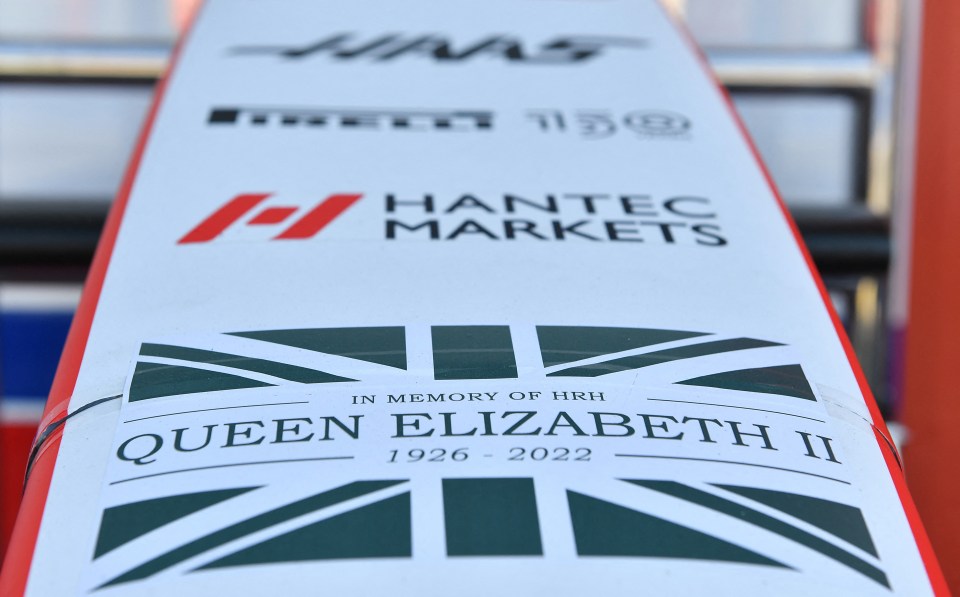 HAAS
PIRELLI 150
HANTEC
MARKETS
IN MEMORY OF HRH
QUEEN ELIZABETH II
1926 - 2022